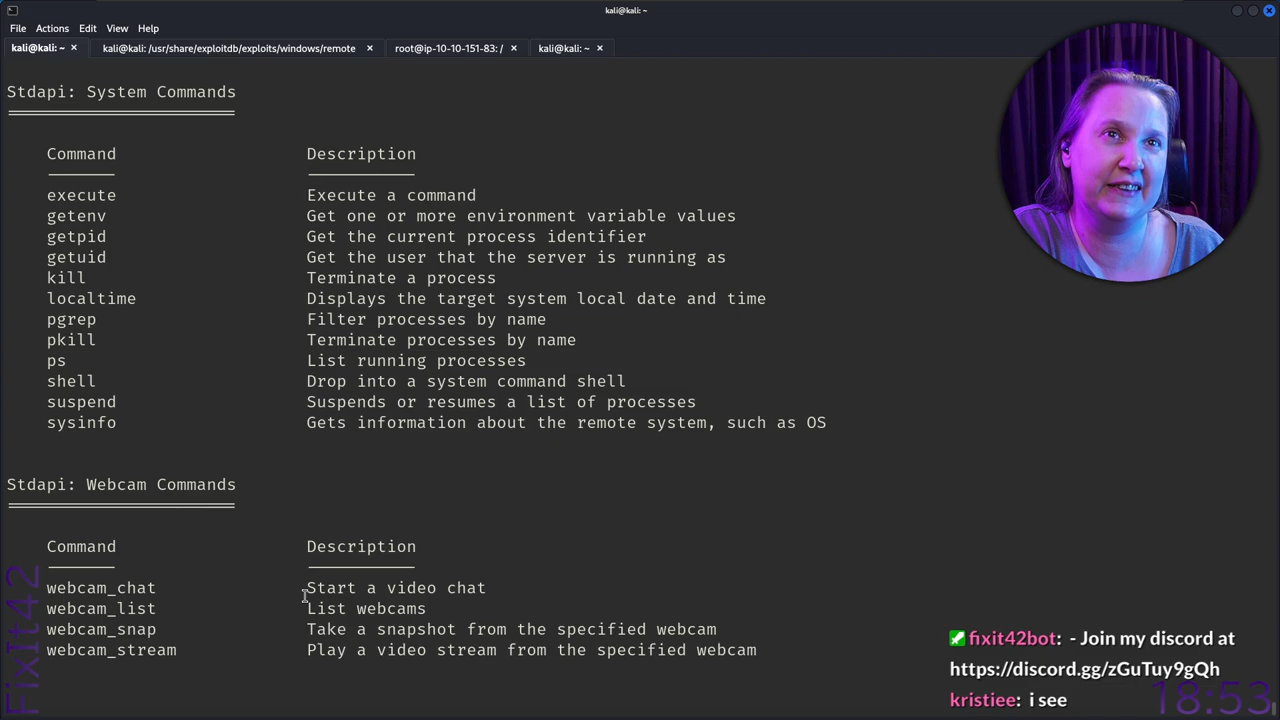 kali@kali: ~
File Actions Edit View Help
kali@kali: ~ × kali@kali: /usr/share/exploitdb/exploits/windows/remote × root@ip-10-10-151-83: / × kali@kali: ~ ×
Stdapi: System Commands
Command Description
execute Execute a command
getenv Get one or more environment variable values
getpid Get the current process identifier
getuid Get the user that the server is running as
kill Terminate a process
localtime Displays the target system local date and time
pgrep Filter processes by name
pkill Terminate processes by name
ps List running processes
shell Drop into a system command shell
suspend Suspends or resumes a list of processes
sysinfo Gets information about the remote system, such as OS
Stdapi: Webcam Commands
Command Description
webcam_chat Start a video chat
webcam_list List webcams
webcam_snap Take a snapshot from the specified webcam
webcam_stream Play a video stream from the specified webcam
FixIt42
fixit42bot: - Join my discord at
https://discord.gg/zGuTuy9gQh
kristiee: i see
18:53